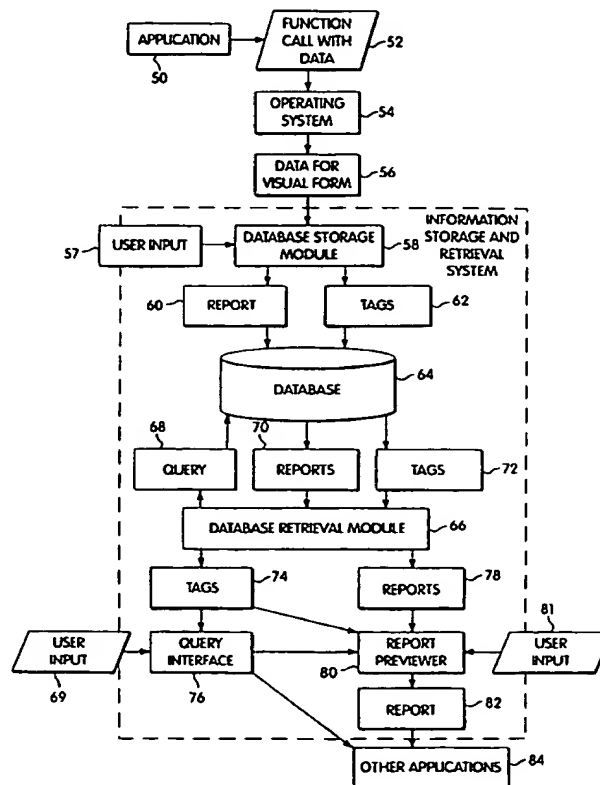 FUNCTION
CALL WITH
DATA
52
APPLICATION
50
OPERATING
SYSTEM
54
DATA FOR
VISUAL FORM
56
INFORMATION
STORAGE AND
RETRIEVAL
SYSTEM
57
USER INPUT
DATABASE STORAGE
MODULE
58
60
REPORT
TAGS
62
DATABASE
64
68
QUERY
70
REPORTS
TAGS
72
DATABASE RETRIEVAL MODULE
66
TAGS
74
REPORTS
78
81
USER
INPUT
69
QUERY
INTERFACE
76
REPORT
PREVIEWER
80
USER
INPUT
REPORT
82
OTHER APPLICATIONS
84